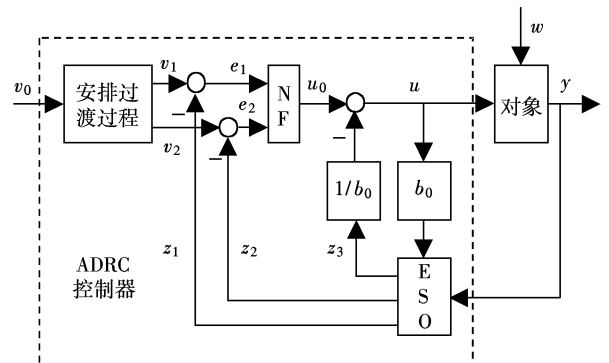 w
v₀
安排过
渡过程
v₁
e₁
v₂
e₂
N
F
u₀
u
对象
y
1/b₀
b₀
z₁
z₂
z₃
E
S
O
ADRC
控制器